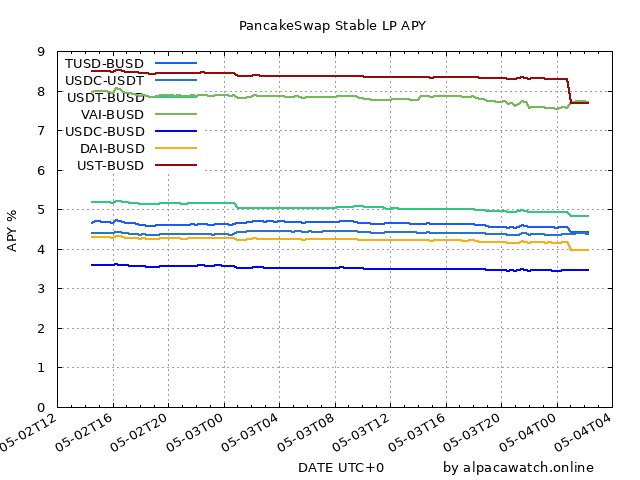 PancakeSwap Stable LP APY
9
8
7
6
5
4
3
2
1
0
APY %
TUSD-BUSD
USDC-USDT
USDT-BUSD
VAI-BUSD
USDC-BUSD
DAI-BUSD
UST-BUSD
05-02T12
05-02T16
05-02T20
05-03T00
05-03T04
05-03T08
05-03T12
05-03T16
05-03T20
05-04T00
05-04T04
DATE UTC+0
by alpacawatch.online